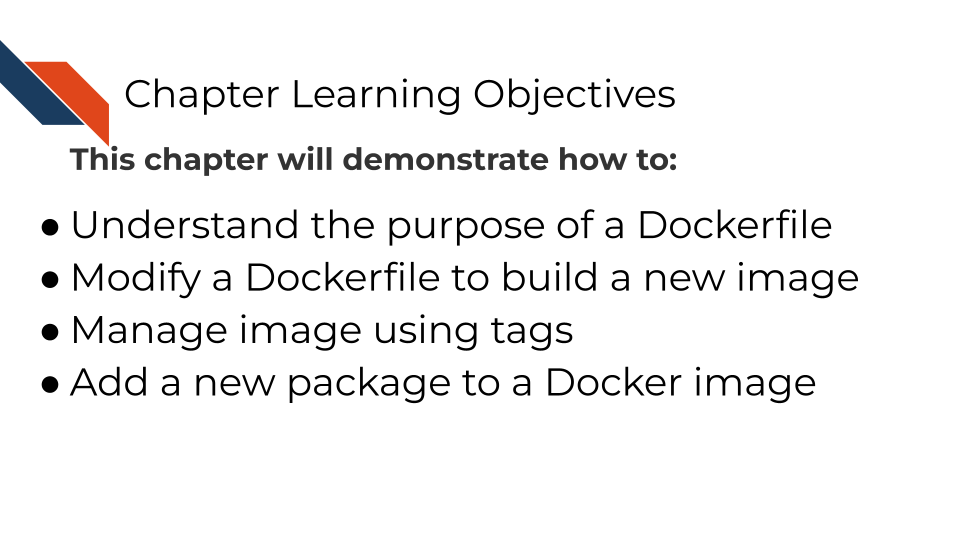 Chapter Learning Objectives
This chapter will demonstrate how to:
● Understand the purpose of a Dockerfile
● Modify a Dockerfile to build a new image
● Manage image using tags
● Add a new package to a Docker image